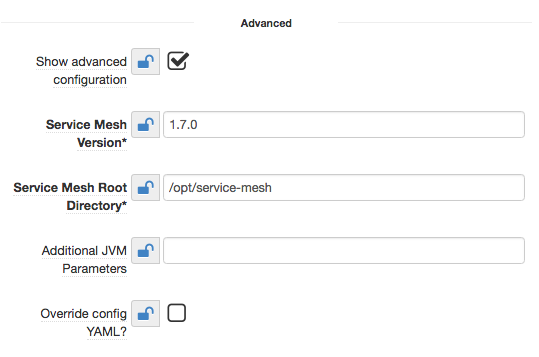 Advanced
Show advanced
configuration
Service Mesh
Version*
1.7.0
Service Mesh Root
Directory*
/opt/service-mesh
Additional JVM
Parameters
Override config
YAML?